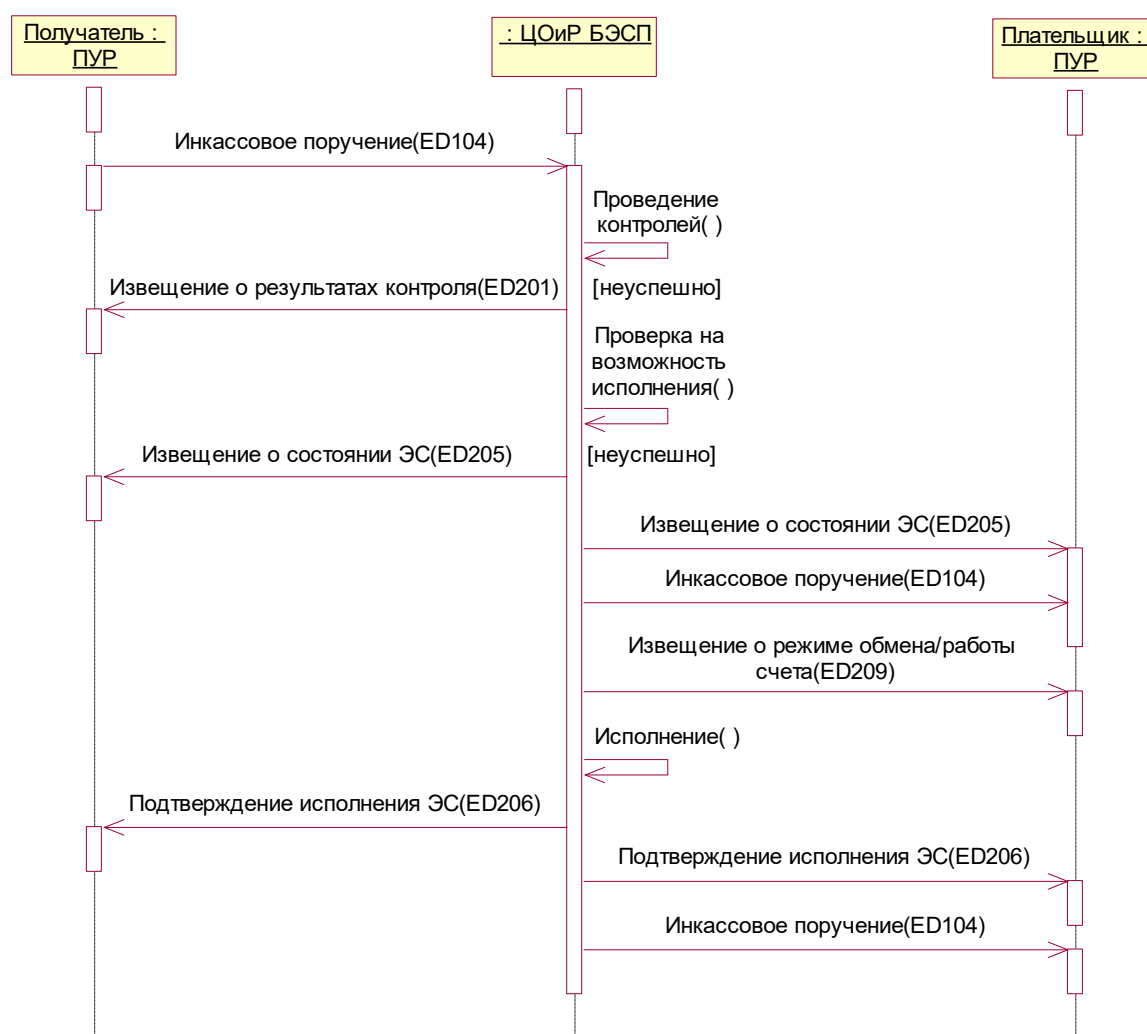 Получатель :
ПУР
: ЦОиР БЭСП
Плательщик :
ПУР
Инкассовое поручение(ED104)
Проведение
контролей( )
Извещение о результатах контроля(ED201)
[неуспешно]
Проверка на
возможность
исполнения( )
Извещение о состоянии ЭС(ED205)
[неуспешно]
Извещение о состоянии ЭС(ED205)
Инкассовое поручение(ED104)
Извещение о режиме обмена/работы
счета(ED209)
Исполнение( )
Подтверждение исполнения ЭС(ED206)
Подтверждение исполнения ЭС(ED206)
Инкассовое поручение(ED104)